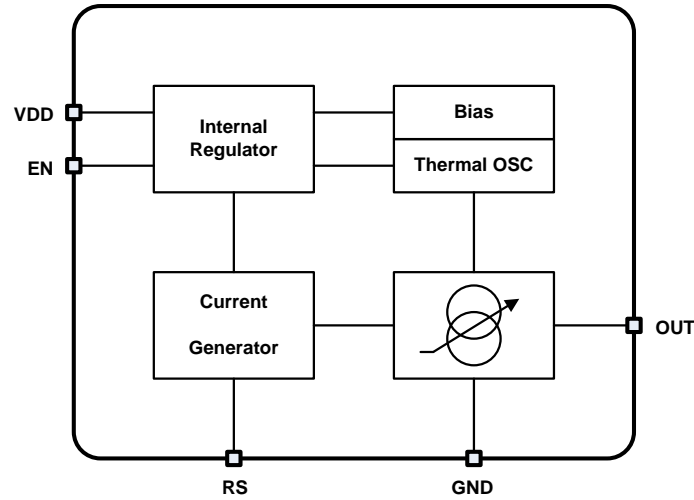 VDD
EN
Internal
Regulator
Bias
Thermal OSC
Current
Generator
OUT
RS
GND